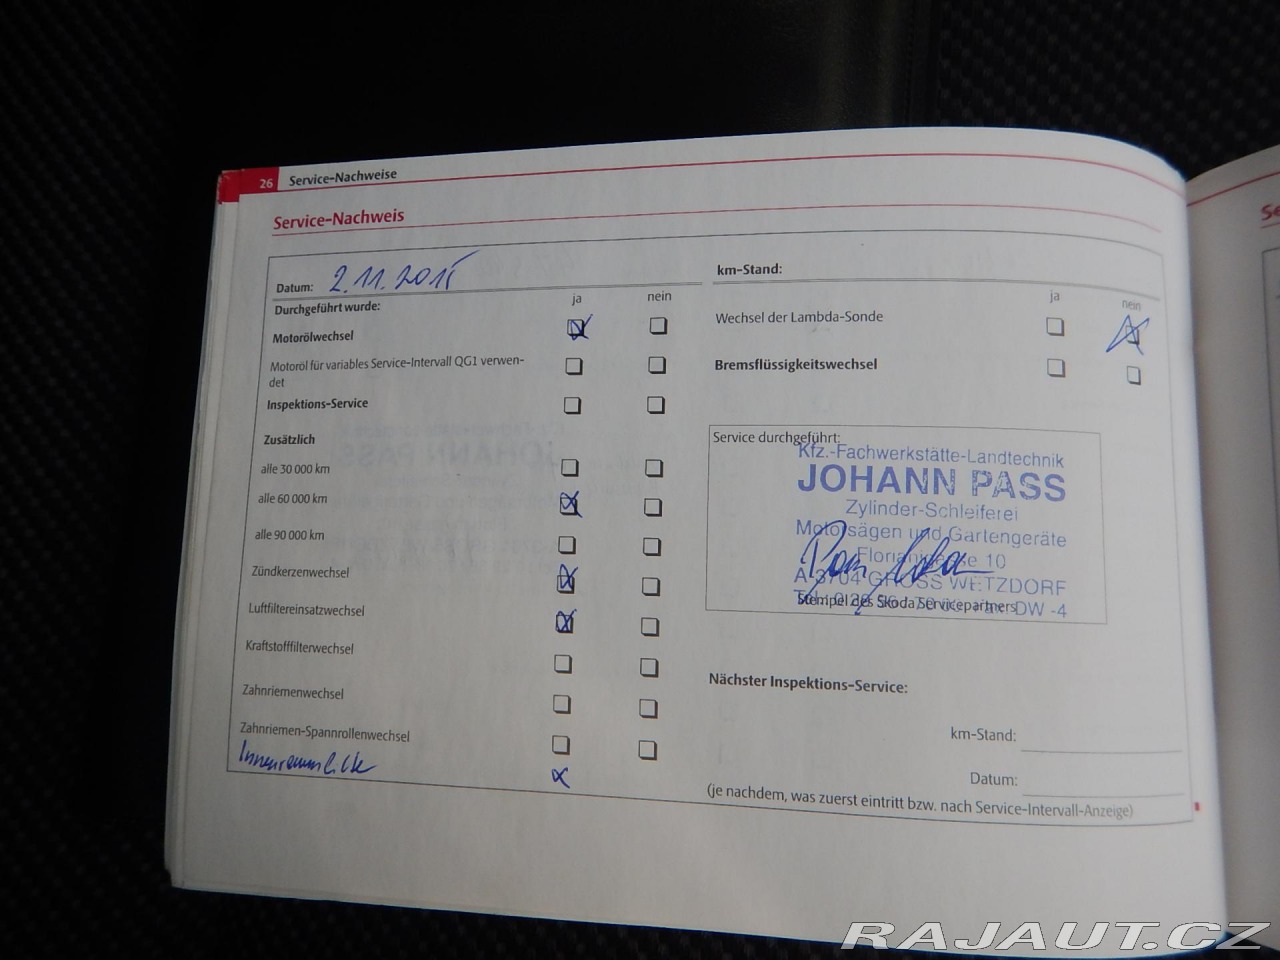 26 Service-Nachweise
Service-Nachweis
Datum: 2.11.2015
Durchgeführt wurde:
ja nein
Motorölwechsel
Motoröl für variables Service-Intervall QG1 verwen-
det
Inspektions-Service
Zusätzlich
alle 30 000 km
alle 60 000 km
alle 90 000 km
Zündkerzenwechsel
Luftfiltereinsatzwechsel
Kraftstofffilterwechsel
Zahnriemenwechsel
Zahnriemen-Spannrollenwechsel
km-Stand:
ja nein
Wechsel der Lambda-Sonde
Bremsflüssigkeitswechsel
Service durchgeführt:
Kfz.-Fachwerkstätte-Landtechnik
JOHANN PASS
Zylinder-Schleiferei
Motorsägen und Gartengeräte
10
GROSS WETZDORF
Stempel des Škoda Servicepartners
DW -4
Nächster Inspektions-Service:
km-Stand:
Datum:
(je nachdem, was zuerst eintritt bzw. nach Service-Intervall-Anzeige)
RAJAUT.CZ